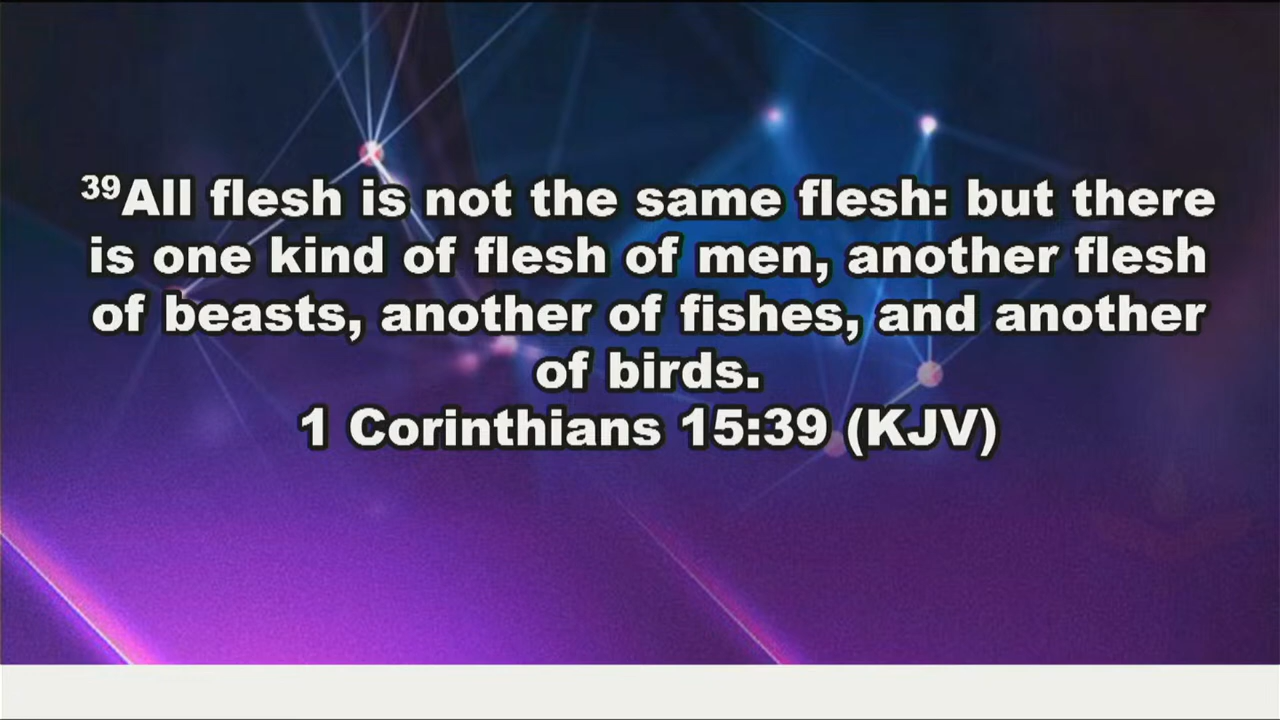 39All flesh is not the same flesh: but there
is one kind of flesh of men, another flesh
of beasts, another of fishes, and another
of birds.
1 Corinthians 15:39 (KJV)